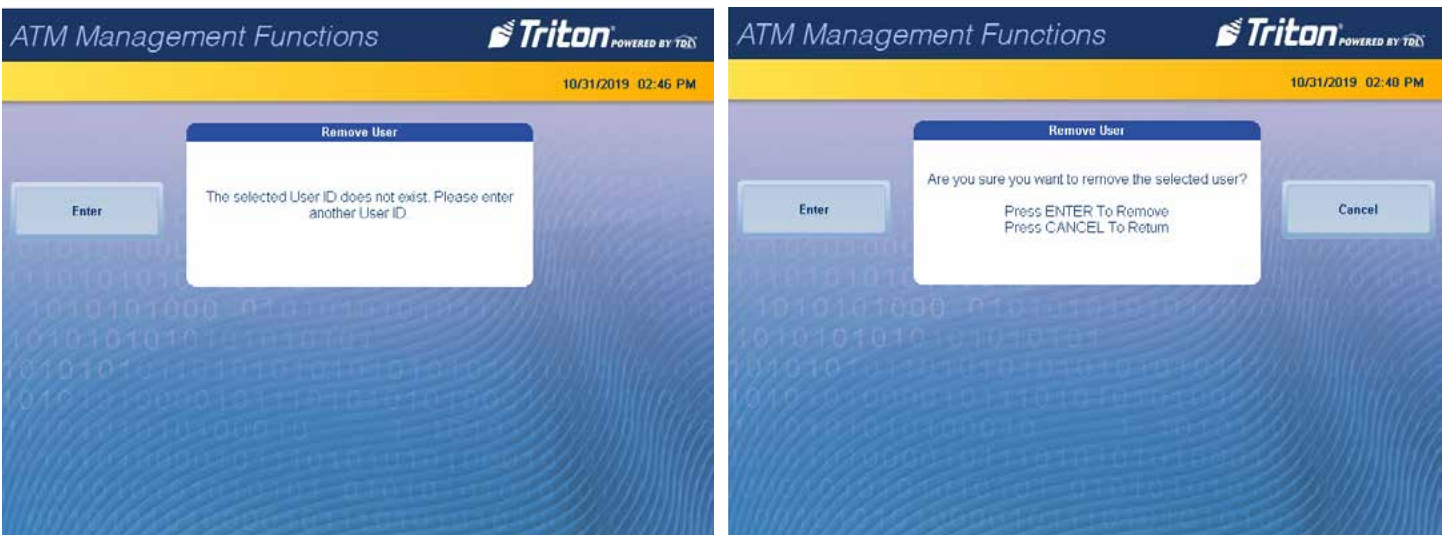 ATM Management Functions
Triton POWERED BY TDL
10/31/2019 02:46 PM
Remove User
The selected User ID does not exist. Please enter
another User ID.
Enter
ATM Management Functions
Triton POWERED BY TDL
10/31/2019 02:48 PM
Remove User
Are you sure you want to remove the selected user?
Press ENTER To Remove
Press CANCEL To Return
Enter
Cancel